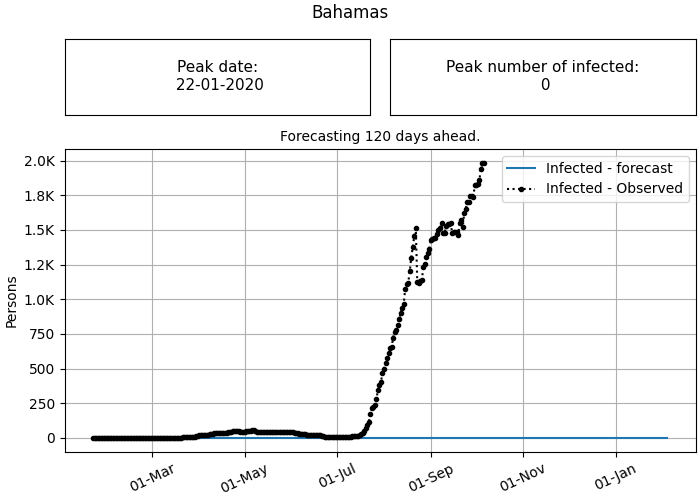 Bahamas
Peak date:
22-01-2020
Peak number of infected:
0
Forecasting 120 days ahead.
2.0K
1.8K
1.5K
1.2K
1.0K
750
500
250
0
Persons
Infected - forecast
Infected - Observed
01-Mar
01-May
01-Jul
01-Sep
01-Nov
01-Jan